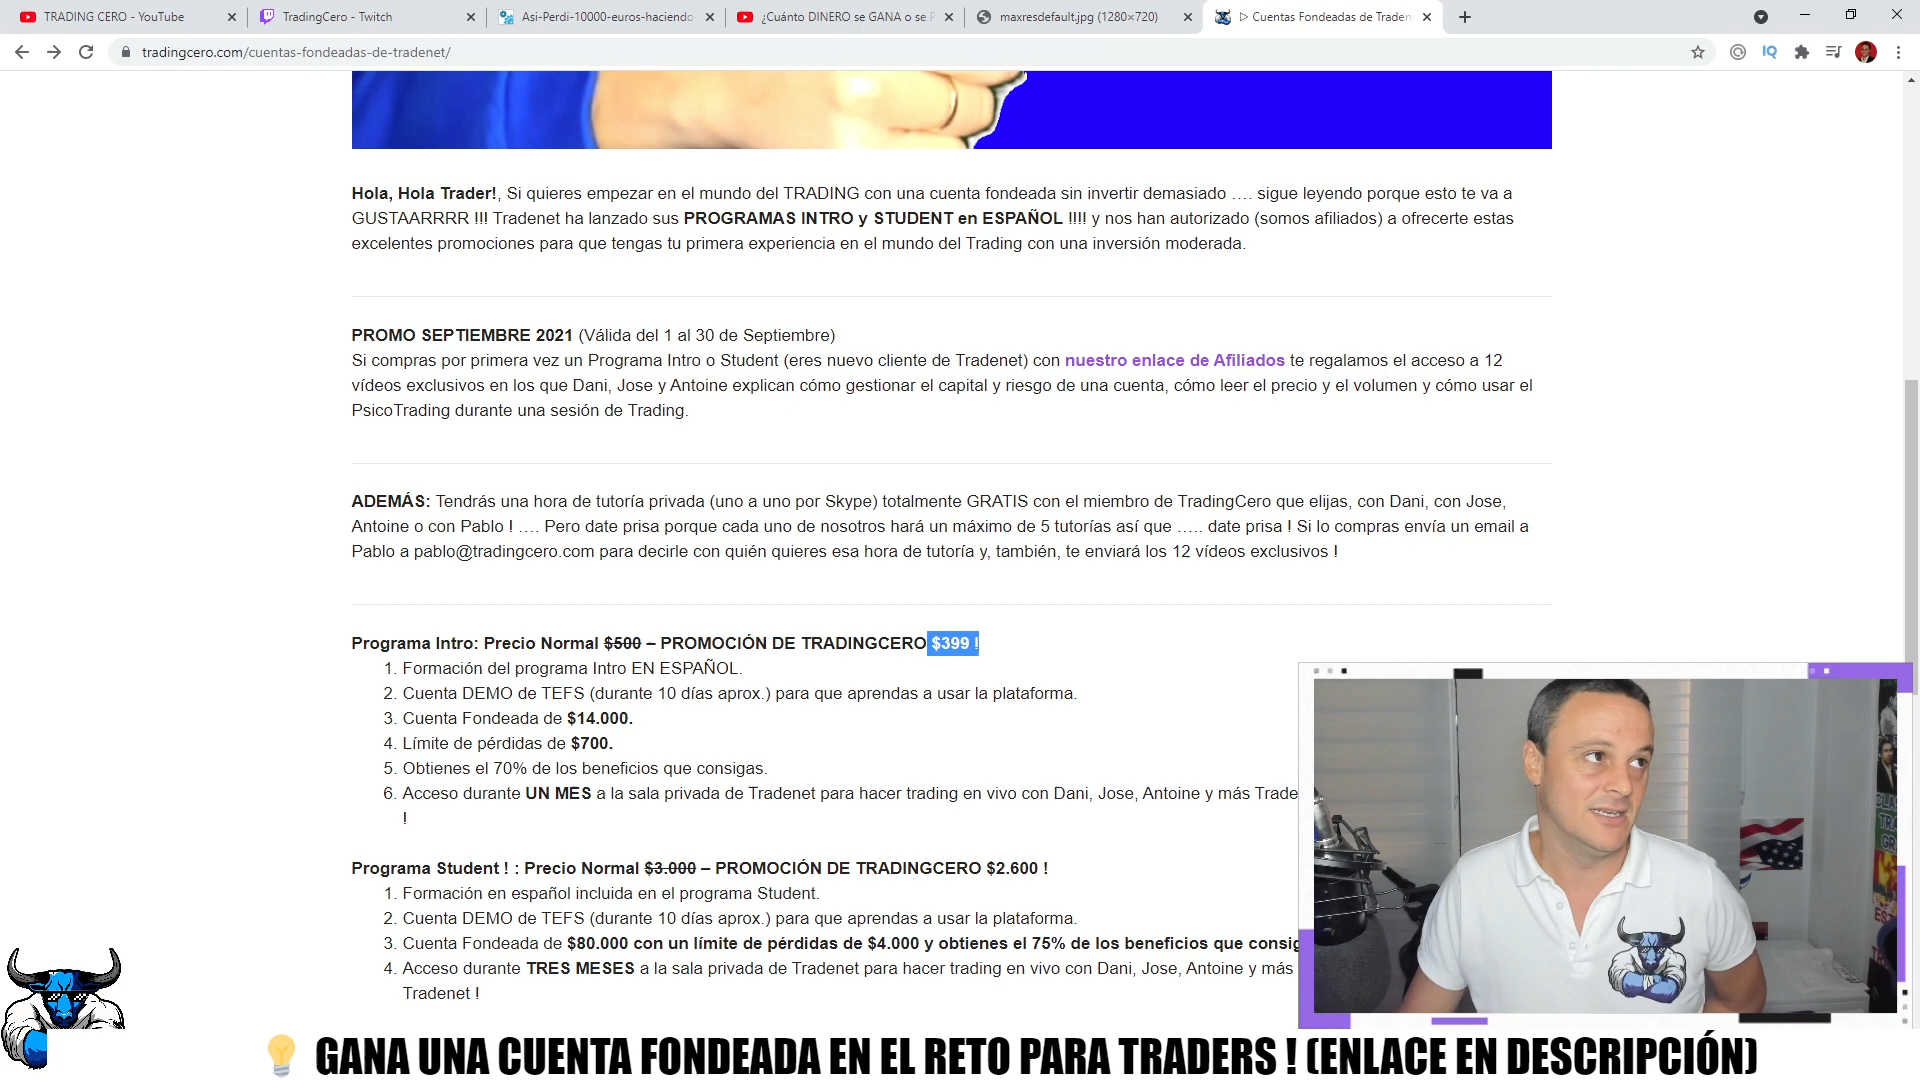 TRADING CERO - YouTube
TradingCero - Twitch
Asi-Perdi-10000-euros-haciendo
¿Cuánto DINERO se GANA o se P
maxresdefault.jpg (1280×720)
▷ Cuentas Fondeadas de Traden
tradingcero.com/cuentas-fondeadas-de-tradenet/
IQ
Hola, Hola Trader!, Si quieres empezar en el mundo del TRADING con una cuenta fondeada sin invertir demasiado …. sigue leyendo porque esto te va a
GUSTAARRRR !!! Tradenet ha lanzado sus PROGRAMAS INTRO y STUDENT en ESPAÑOL !!!! y nos han autorizado (somos afiliados) a ofrecerte estas
excelentes promociones para que tengas tu primera experiencia en el mundo del Trading con una inversión moderada.
PROMO SEPTIEMBRE 2021 (Válida del 1 al 30 de Septiembre)
Si compras por primera vez un Programa Intro o Student (eres nuevo cliente de Tradenet) con nuestro enlace de Afiliados te regalamos el acceso a 12
vídeos exclusivos en los que Dani, Jose y Antoine explican cómo gestionar el capital y riesgo de una cuenta, cómo leer el precio y el volumen y cómo usar el
PsicoTrading durante una sesión de Trading.
ADEMÁS: Tendrás una hora de tutoría privada (uno a uno por Skype) totalmente GRATIS con el miembro de TradingCero que elijas, con Dani, con Jose,
Antoine o con Pablo ! …. Pero date prisa porque cada uno de nosotros hará un máximo de 5 tutorías así que ….. date prisa ! Si lo compras envía un email a
Pablo a pablo@tradingcero.com para decirle con quién quieres esa hora de tutoría y, también, te enviará los 12 vídeos exclusivos !
Programa Intro: Precio Normal $500 – PROMOCIÓN DE TRADINGCERO $399 !
1. Formación del programa Intro EN ESPAÑOL.
2. Cuenta DEMO de TEFS (durante 10 días aprox.) para que aprendas a usar la plataforma.
3. Cuenta Fondeada de $14.000.
4. Límite de pérdidas de $700.
5. Obtienes el 70% de los beneficios que consigas.
6. Acceso durante UN MES a la sala privada de Tradenet para hacer trading en vivo con Dani, Jose, Antoine y más Trade
!
Programa Student ! : Precio Normal $3.000 – PROMOCIÓN DE TRADINGCERO $2.600 !
1. Formación en español incluida en el programa Student.
2. Cuenta DEMO de TEFS (durante 10 días aprox.) para que aprendas a usar la plataforma.
3. Cuenta Fondeada de $80.000 con un límite de pérdidas de $4.000 y obtienes el 75% de los beneficios que consig
4. Acceso durante TRES MESES a la sala privada de Tradenet para hacer trading en vivo con Dani, Jose, Antoine y más
Tradenet !
GANA UNA CUENTA FONDEADA EN EL RETO PARA TRADERS ! (ENLACE EN DESCRIPCIÓN)